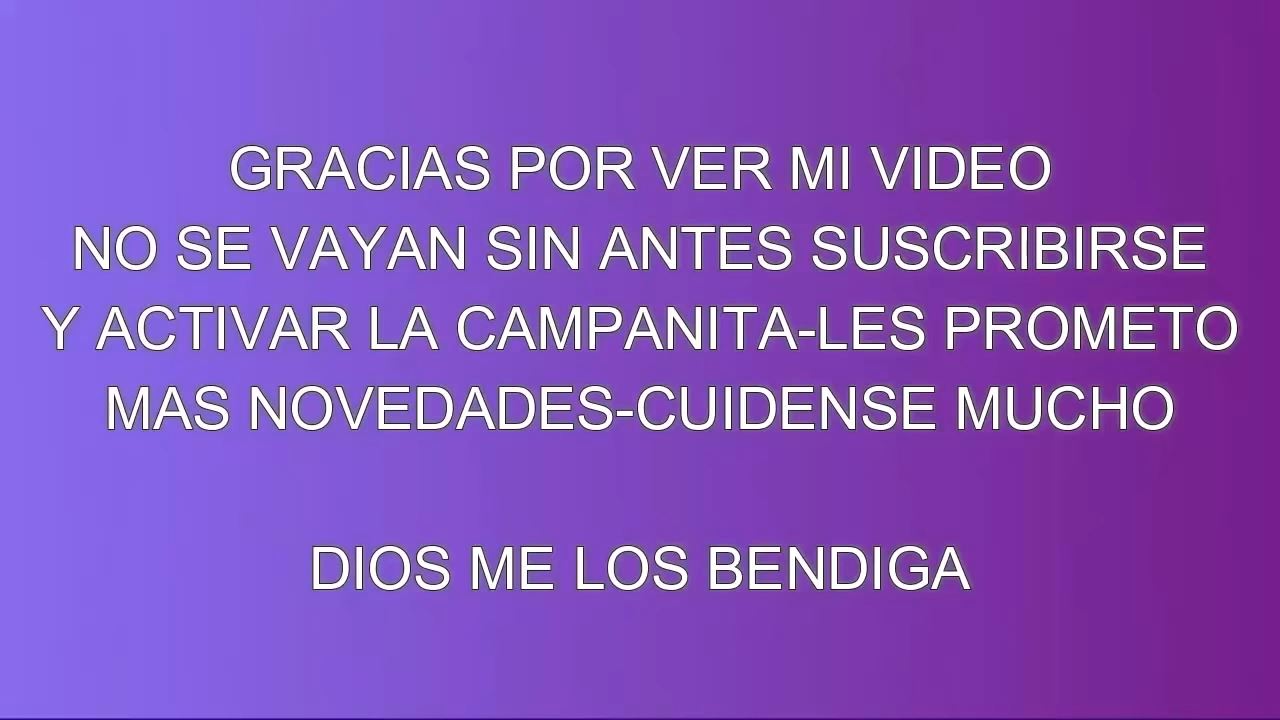 GRACIAS POR VER MI VIDEO
NO SE VAYAN SIN ANTES SUSCRIBIRSE
Y ACTIVAR LA CAMPANITA-LES PROMETO
MAS NOVEDADES-CUIDENSE MUCHO
DIOS ME LOS BENDIGA